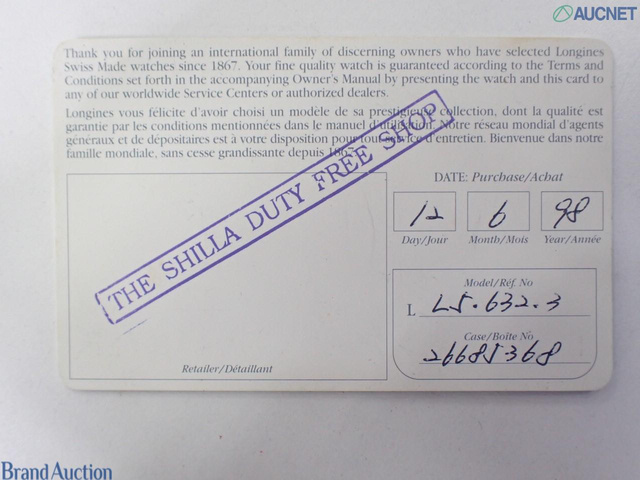 AUCNET
Thank you for joining an international family of discerning owners who have selected Longines
Swiss Made watches since 1867. Your fine quality watch is guaranteed according to the Terms and
Conditions set forth in the accompanying Owner's Manual by presenting the watch and this card to
any of our worldwide Service Centers or authorized dealers.
Longines vous félicite d'avoir choisi un modèle de sa prestigieuse collection, dont la qualité est
garantie par les conditions mentionnées dans le manuel d'utilisation. Notre réseau mondial d'agents
généraux et de dépositaires est à votre disposition pour tout service d'entretien. Bienvenue dans notre
famille mondiale, sans cesse grandissante depuis 1867.
THE SHILLA DUTY FREE SHOP
DATE: Purchase/Achat
12 6 98
Day/Jour Month/Mois Year/Année
Model/Réf. No
L L5.632.3
Case/Boîte No
26685368
Retailer/Détaillant
Brand Auction